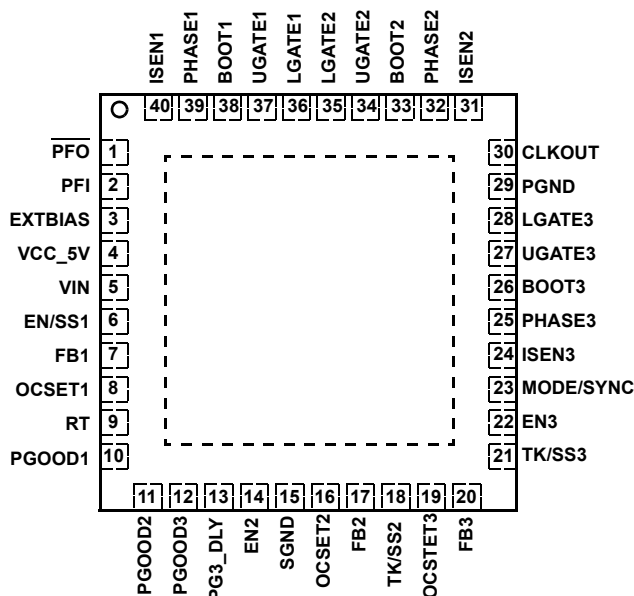 ISEN1 PHASE1 BOOT1 UGATE1 LGATE1 LGATE2 UGATE2 BOOT2 PHASE2 ISEN2
40 39 38 37 36 35 34 33 32 31
PFO 1 30 CLKOUT
PFI 2 29 PGND
EXTBIAS 3 28 LGATE3
VCC_5V 4 27 UGATE3
VIN 5 26 BOOT3
EN/SS1 6 25 PHASE3
FB1 7 24 ISEN3
OCSET1 8 23 MODE/SYNC
RT 9 22 EN3
PGOOD1 10 21 TK/SS3
11 12 13 14 15 16 17 18 19 20
PGOOD2 PGOOD3 PG3_DLY EN2 SGND OCSET2 FB2 TK/SS2 OCSTET3 FB3